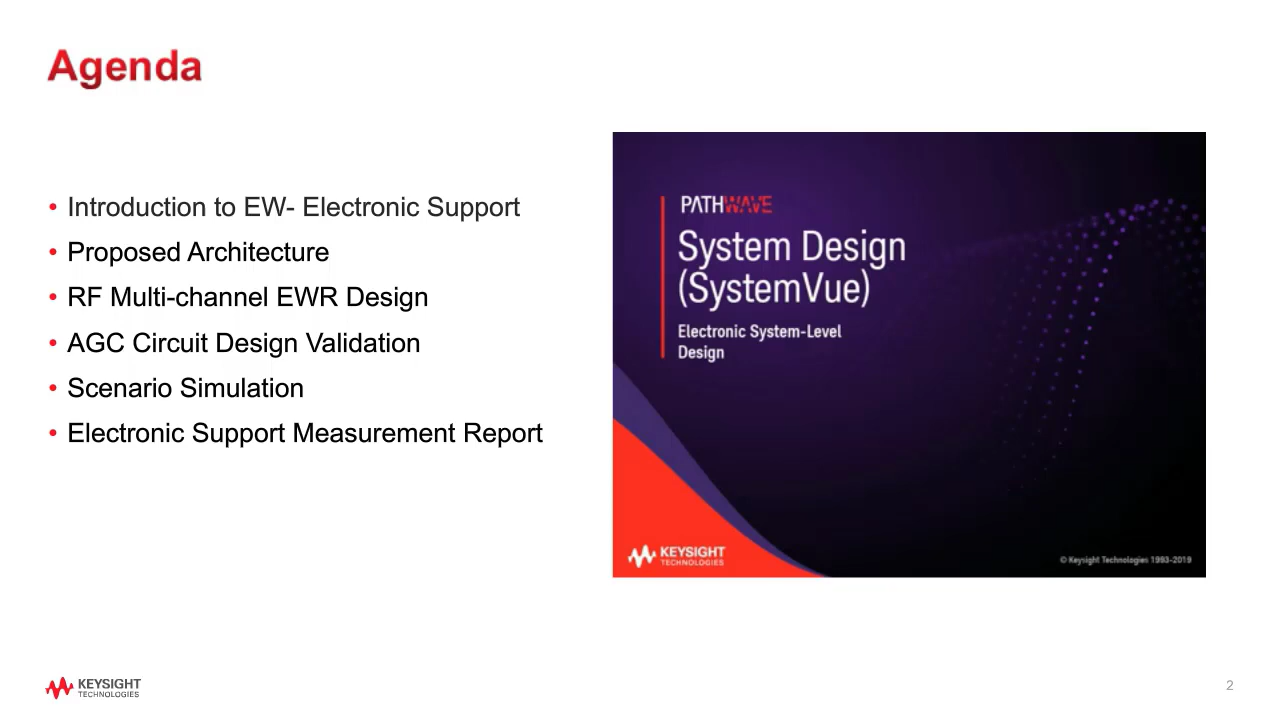 Agenda
• Introduction to EW- Electronic Support
• Proposed Architecture
• RF Multi-channel EWR Design
• AGC Circuit Design Validation
• Scenario Simulation
• Electronic Support Measurement Report
PATHWAVE
System Design
(SystemVue)
Electronic System-Level
Design
KEYSIGHT
TECHNOLOGIES
© Keysight Technologies 1993-2019
KEYSIGHT
TECHNOLOGIES
2